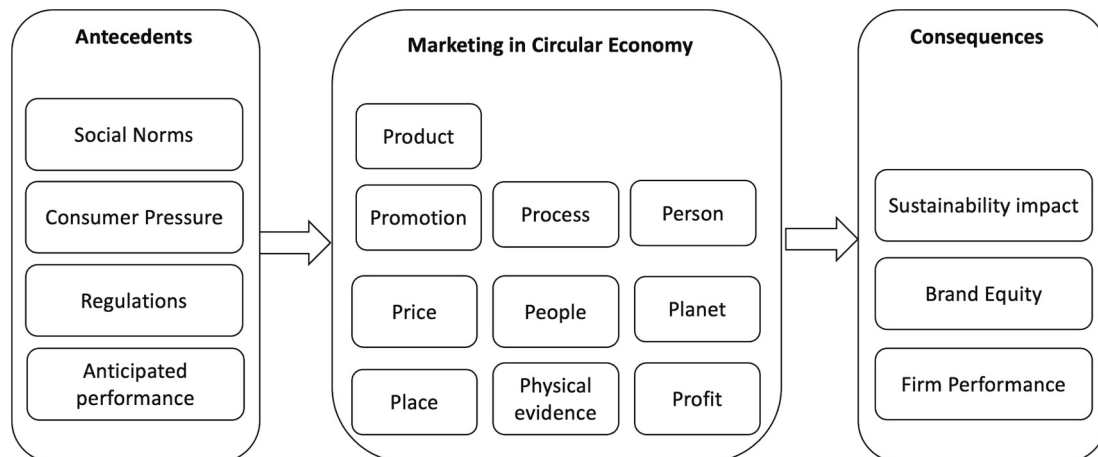 Antecedents
Social Norms
Consumer Pressure
Regulations
Anticipated
performance
Marketing in Circular Economy
Product
Promotion
Process
Person
Price
People
Planet
Place
Physical
evidence
Profit
Consequences
Sustainability impact
Brand Equity
Firm Performance